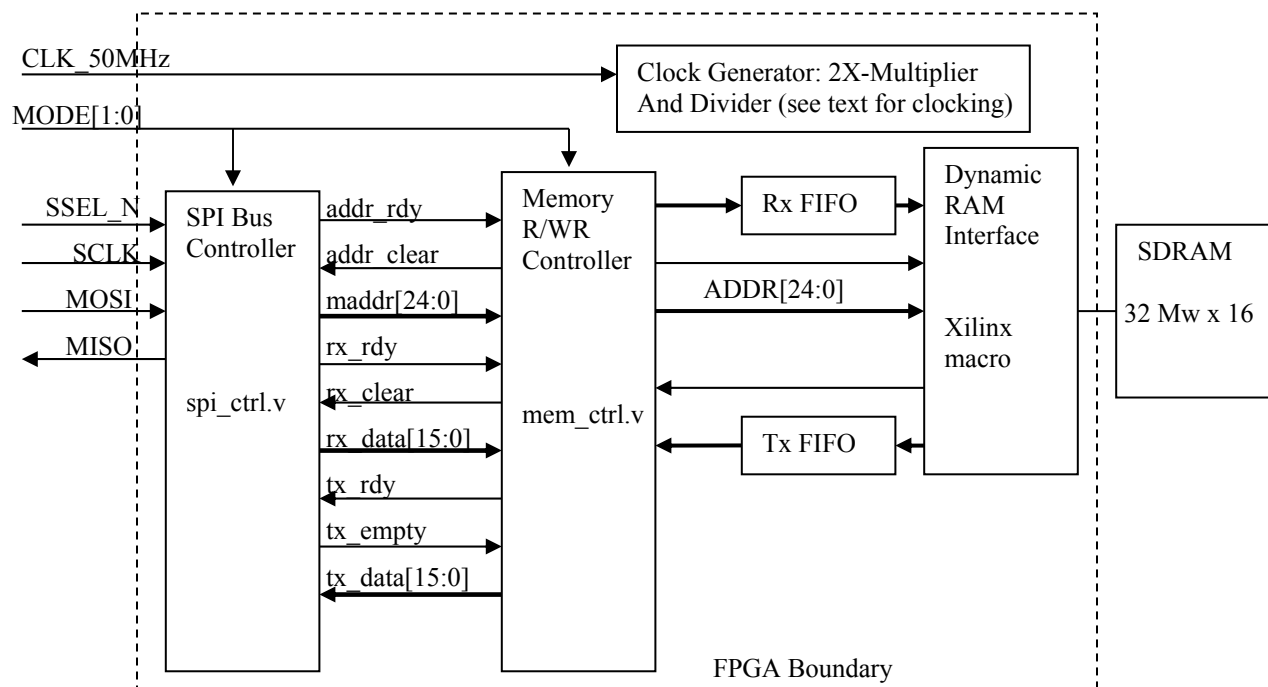 CLK_50MHz
Clock Generator: 2X-Multiplier
And Divider (see text for clocking)
MODE[1:0]
SSEL_N
SCLK
MOSI
MISO
SPI Bus
Controller
spi_ctrl.v
addr_rdy
addr_clear
maddr[24:0]
rx_rdy
rx_clear
rx_data[15:0]
tx_rdy
tx_empty
tx_data[15:0]
Memory
R/WR
Controller
mem_ctrl.v
Rx FIFO
ADDR[24:0]
Tx FIFO
Dynamic
RAM
Interface
Xilinx
macro
SDRAM
32 Mw x 16
FPGA Boundary